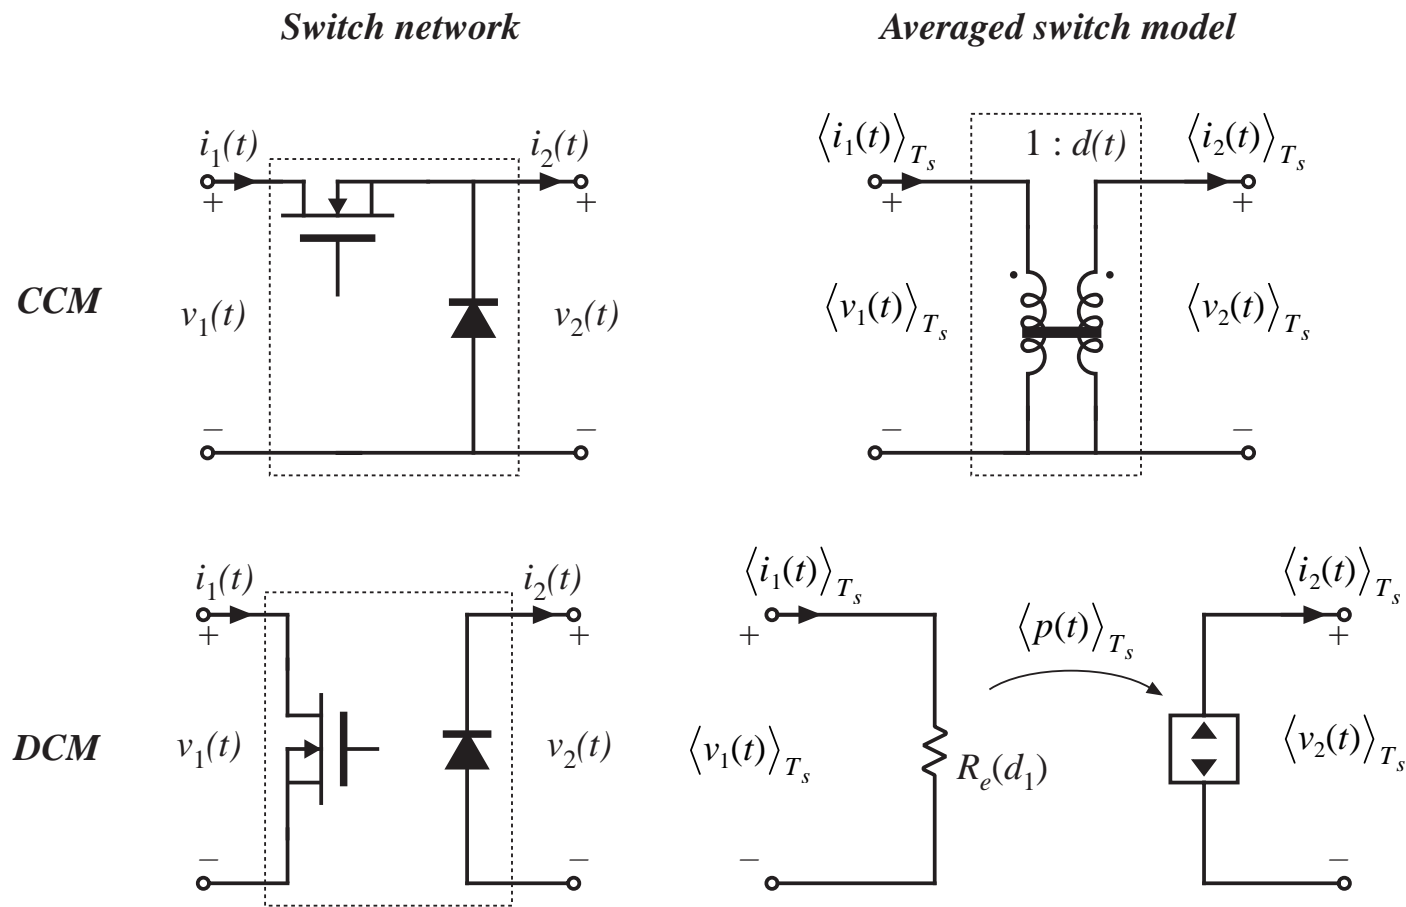 Switch network Averaged switch model
i₁(t) i₂(t) ⟨i₁(t)⟩Tₛ 1 : d(t) ⟨i₂(t)⟩Tₛ
+ + + +
CCM v₁(t) v₂(t) ⟨v₁(t)⟩Tₛ ⟨v₂(t)⟩Tₛ
– – – –
i₁(t) i₂(t) ⟨i₁(t)⟩Tₛ ⟨p(t)⟩Tₛ ⟨i₂(t)⟩Tₛ
+ + + +
DCM v₁(t) v₂(t) ⟨v₁(t)⟩Tₛ Rₑ(d₁) ⟨v₂(t)⟩Tₛ
– – – –